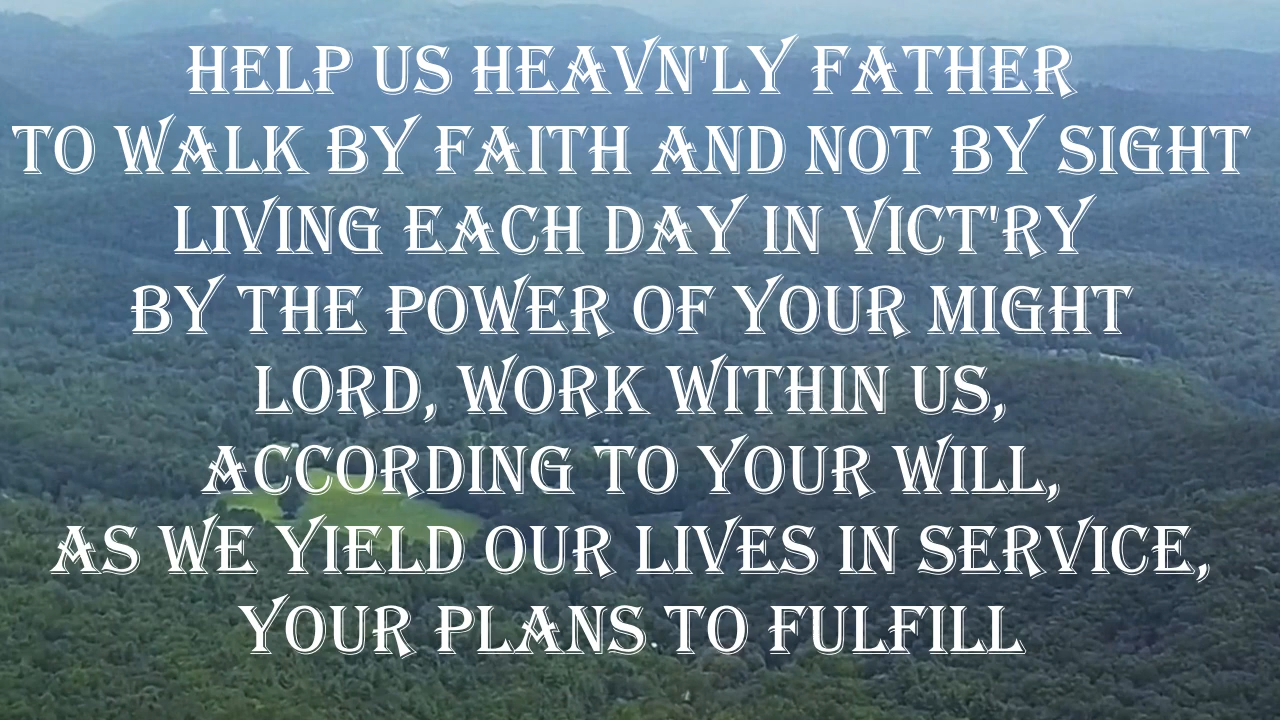 HELP US HEAVN'LY FATHER
TO WALK BY FAITH AND NOT BY SIGHT
LIVING EACH DAY IN VICT'RY
BY THE POWER OF YOUR MIGHT
LORD, WORK WITHIN US,
ACCORDING TO YOUR WILL,
AS WE YIELD OUR LIVES IN SERVICE,
YOUR PLANS TO FULFILL